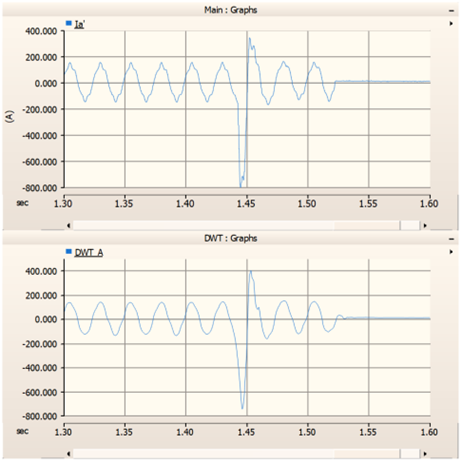 Main : Graphs
Ia'
400.000
200.000
0.000
-200.000
-400.000
-600.000
-800.000
(A)
sec 1.30 1.35 1.40 1.45 1.50 1.55 1.60
DWT : Graphs
DWT_A
400.000
200.000
0.000
-200.000
-400.000
-600.000
-800.000
sec 1.30 1.35 1.40 1.45 1.50 1.55 1.60